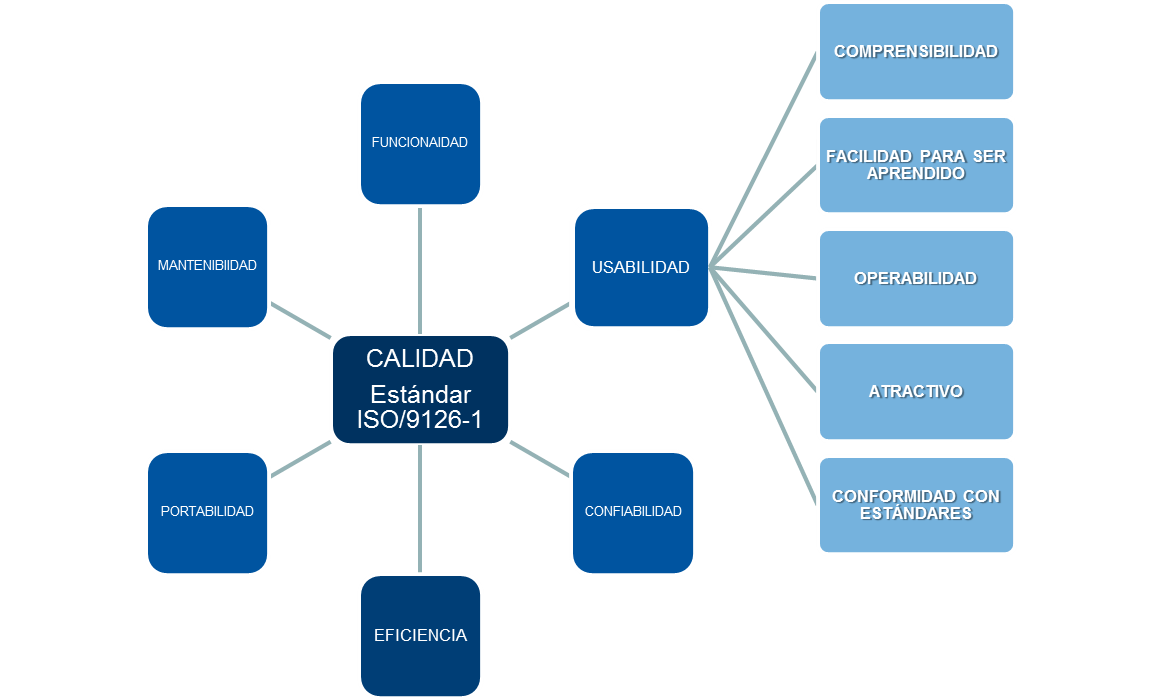 COMPRENSIBILIDAD
FUNCIONAIDAD
FACILIDAD PARA SER
APRENDIDO
MANTENIBIIDAD
USABILIDAD
OPERABILIDAD
CALIDAD
Estándar
ISO/9126-1
ATRACTIVO
PORTABILIDAD
CONFIABILIDAD
CONFORMIDAD CON
ESTÁNDARES
EFICIENCIA